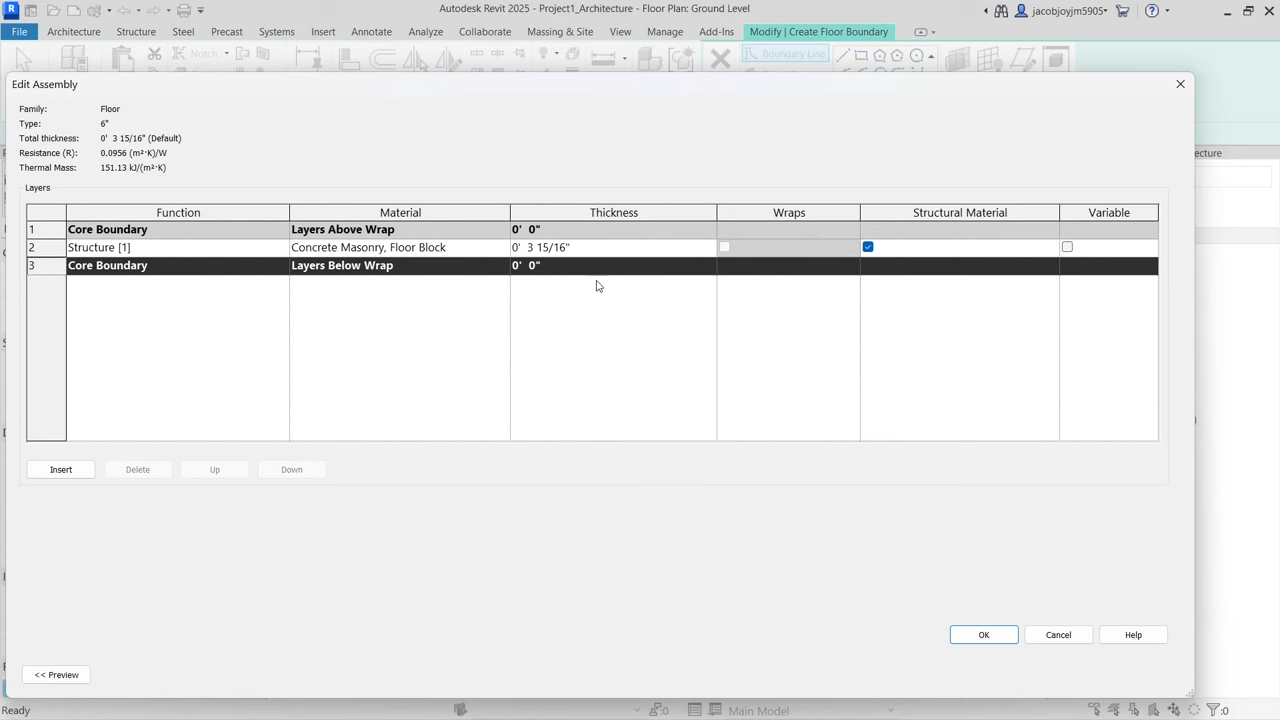 Autodesk Revit 2025 - Project1_Architecture - Floor Plan: Ground Level
jacobjoyjm5905
File
Architecture
Structure
Steel
Precast
Systems
Insert
Annotate
Analyze
Collaborate
Massing & Site
View
Manage
Add-Ins
Modify | Create Floor Boundary
Notch
Boundary Line
Edit Assembly
Family: Floor
Type: 6"
Total thickness: 0' 3 15/16" (Default)
Resistance (R): 0.0956 (m²·K)/W
Thermal Mass: 151.13 kJ/(m²·K)
Layers
Function Material Thickness Wraps Structural Material Variable
1 Core Boundary Layers Above Wrap 0' 0"
2 Structure [1] Concrete Masonry, Floor Block 0' 3 15/16"
3 Core Boundary Layers Below Wrap 0' 0"
Insert
Delete
Up
Down
OK
Cancel
Help
<< Preview
Ready
:0
Main Model
:0